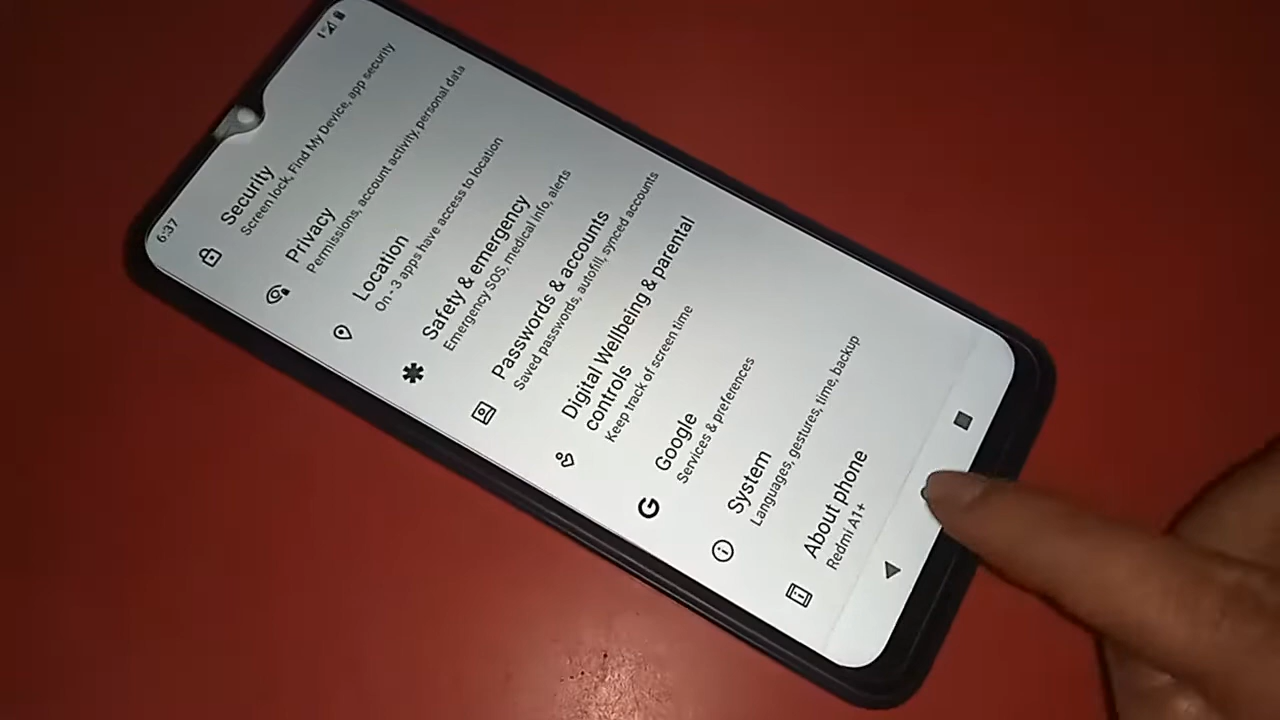 6:37
Security
Screen lock, Find My Device, app security
Privacy
Permissions, account activity, personal data
Location
On - 3 apps have access to location
Safety & emergency
Emergency SOS, medical info, alerts
Passwords & accounts
Saved passwords, autofill, synced accounts
Digital Wellbeing & parental
controls
Keep track of screen time
G
Google
Services & preferences
System
Languages, gestures, time, backup
About phone
Redmi A1+